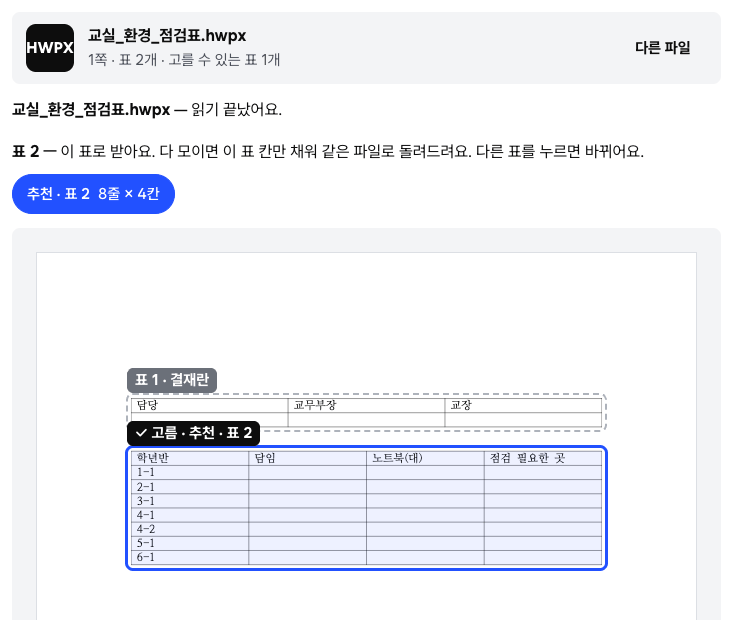 HWPX
교실_환경_점검표.hwpx
1쪽 · 표 2개 · 고를 수 있는 표 1개
다른 파일
교실_환경_점검표.hwpx — 읽기 끝났어요.
표 2 — 이 표로 받아요. 다 모이면 이 표 칸만 채워 같은 파일로 돌려드려요. 다른 표를 누르면 바뀌어요.
추천 · 표 2 8줄 × 4칸
표 1 · 결재란
담당 교무부장 교장
✓ 고름 · 추천 · 표 2
학년반 담임 노트북(대) 점검 필요한 곳
1-1
2-1
3-1
4-1
4-2
5-1
6-1